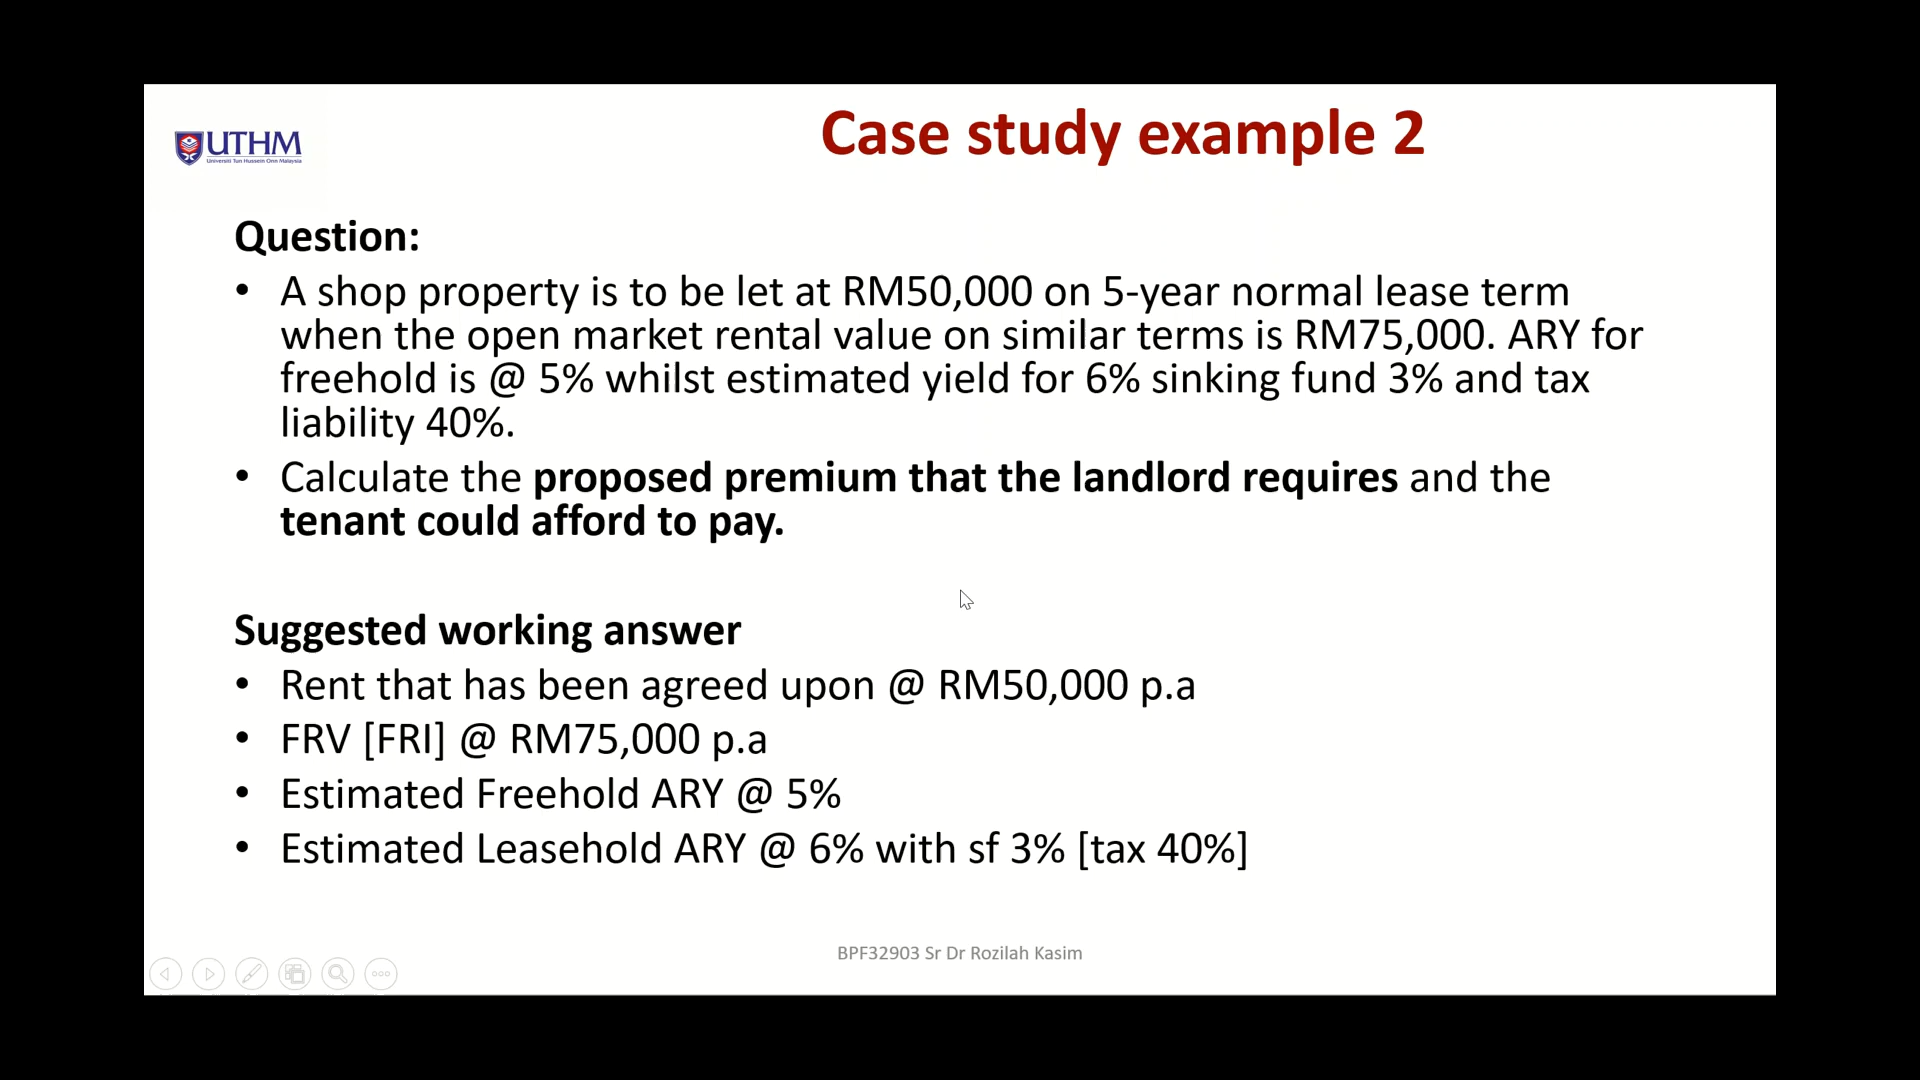 UTHM
Universiti Tun Hussein Onn Malaysia
Case study example 2
Question:
• A shop property is to be let at RM50,000 on 5-year normal lease term
when the open market rental value on similar terms is RM75,000. ARY for
freehold is @ 5% whilst estimated yield for 6% sinking fund 3% and tax
liability 40%.
• Calculate the proposed premium that the landlord requires and the
tenant could afford to pay.
Suggested working answer
• Rent that has been agreed upon @ RM50,000 p.a
• FRV [FRI] @ RM75,000 p.a
• Estimated Freehold ARY @ 5%
• Estimated Leasehold ARY @ 6% with sf 3% [tax 40%]
BPF32903 Sr Dr Rozilah Kasim